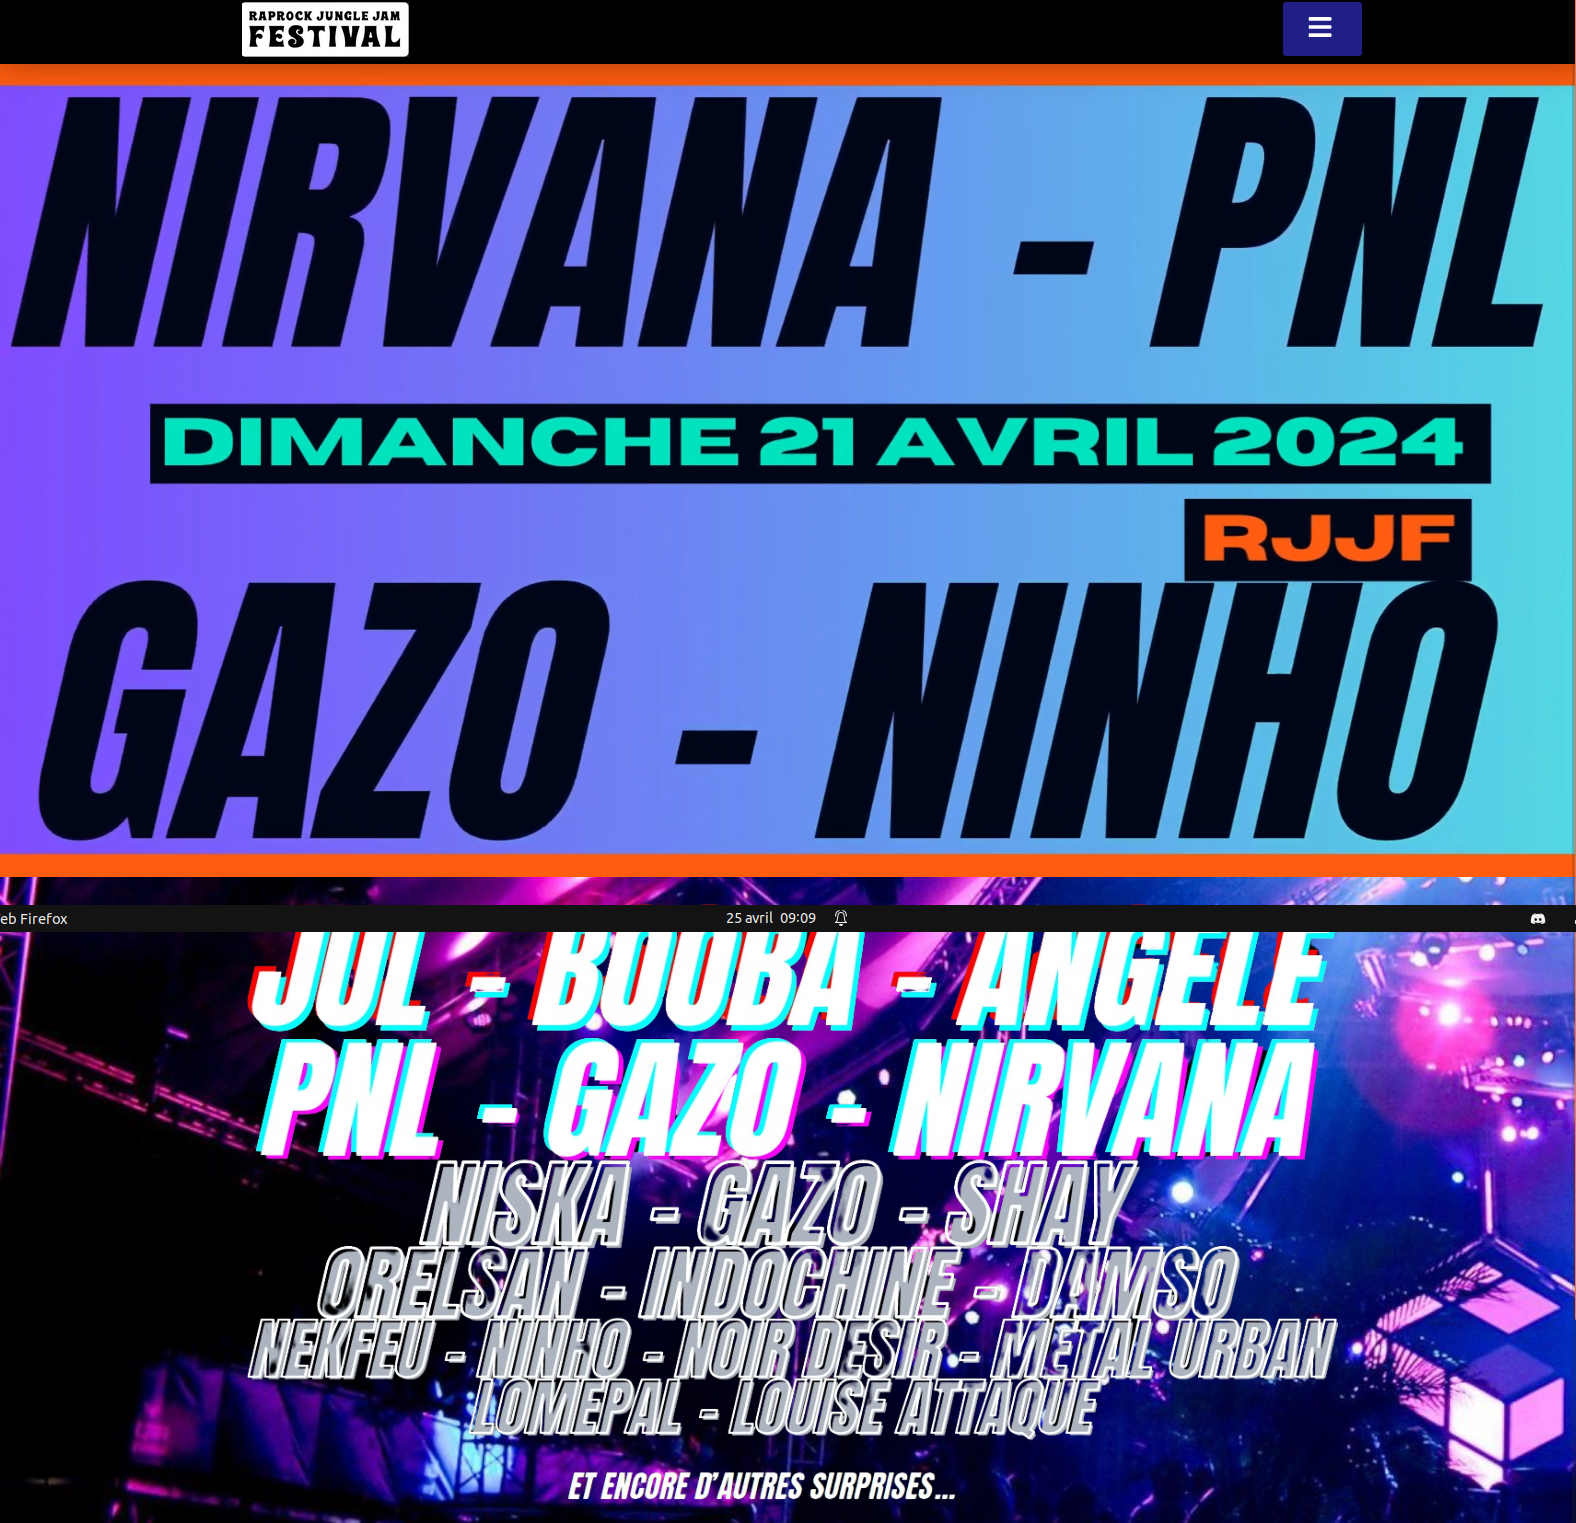 RAPROCK JUNGLE JAM
FESTIVAL
NIRVANA - PNL
DIMANCHE 21 AVRIL 2024
RJJF
GAZO - NINHO
eb Firefox
25 avril 09:09
JUL - BOOBA - ANGELE
PNL - GAZO - NIRVANA
NISKA - GAZO - SHAY
ORELSAN - INDOCHINE - DAMSO
NEKFEU - NINHO - NOIR DESIR - METAL URBAN
LOMEPAL - LOUISE ATTAQUE
ET ENCORE D'AUTRES SURPRISES...